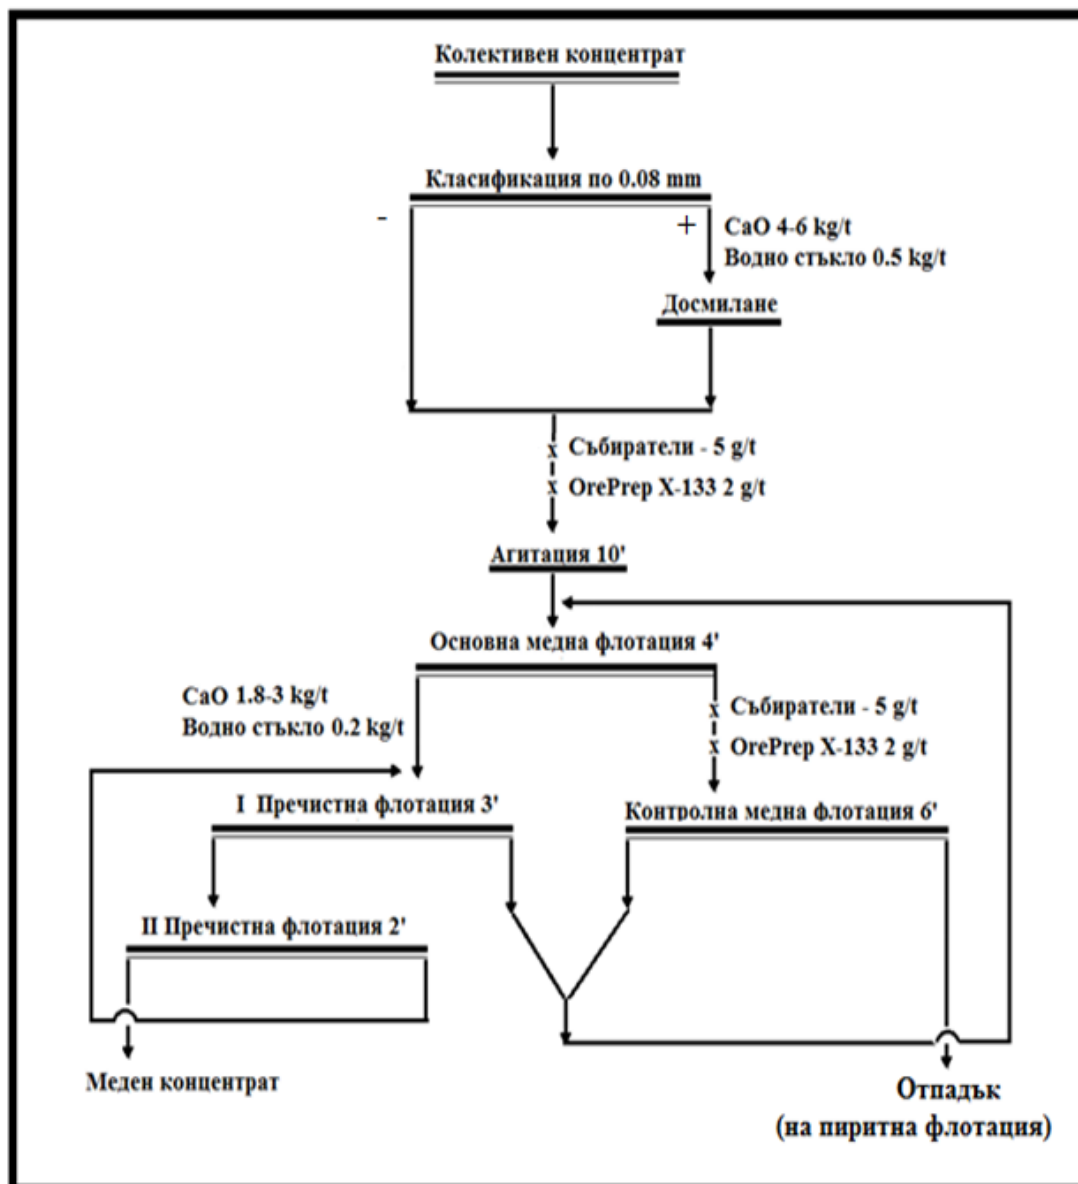 Колективен концентрат
Класификация по 0.08 mm
-
+
CaO 4-6 kg/t
Водно стъкло 0.5 kg/t
Досмилане
x Събиратели - 5 g/t
x OrePrep X-133 2 g/t
Агитация 10'
Основна медна флотация 4'
CaO 1.8-3 kg/t
Водно стъкло 0.2 kg/t
x Събиратели - 5 g/t
x OrePrep X-133 2 g/t
I Пречистна флотация 3'
Контролна медна флотация 6'
II Пречистна флотация 2'
Меден концентрат
Отпадък
(на пиритна флотация)